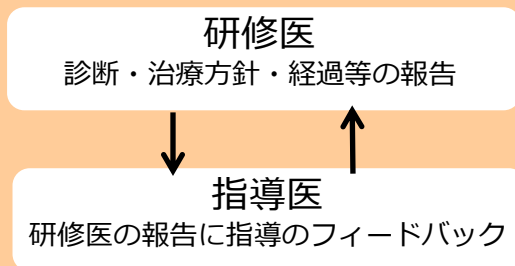 研修医
診断・治療方針・経過等の報告
指導医
研修医の報告に指導のフィードバック